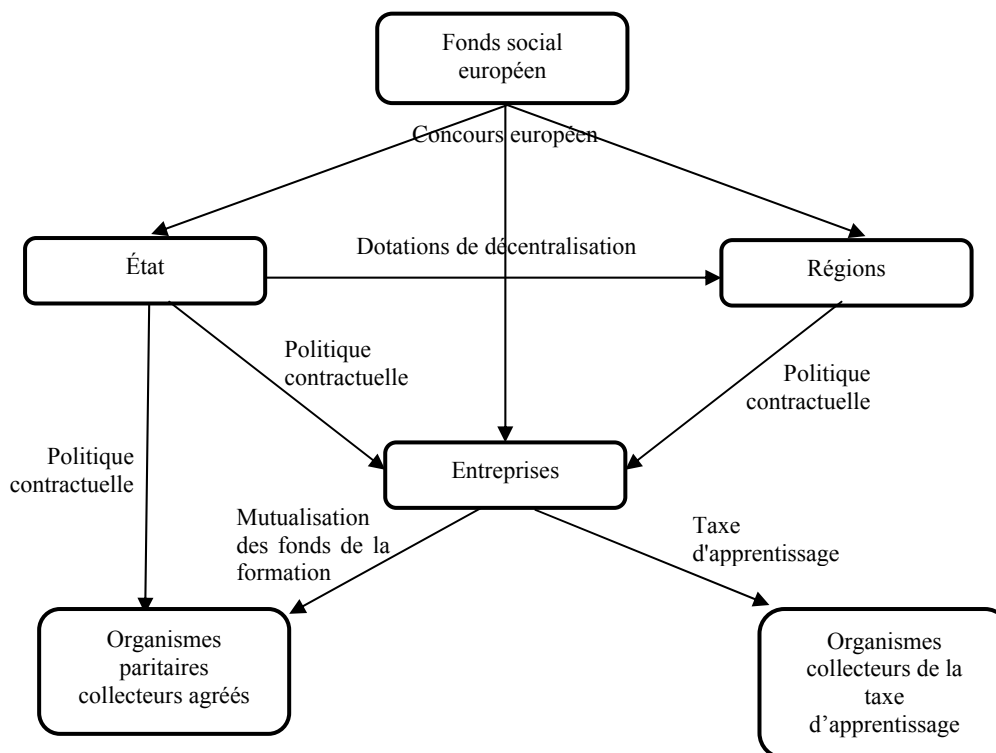 Fonds social
européen
Concours européen
État
Dotations de décentralisation
Régions
Politique
contractuelle
Politique
contractuelle
Politique
contractuelle
Entreprises
Mutualisation
des fonds de la
formation
Taxe
d'apprentissage
Organismes
paritaires
collecteurs agréés
Organismes
collecteurs de la
taxe
d’apprentissage